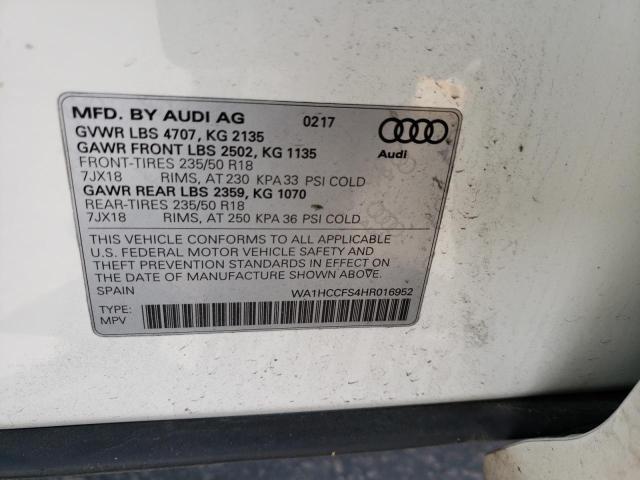 MFD. BY AUDI AG 0217
GVWR LBS 4707, KG 2135
GAWR FRONT LBS 2502, KG 1135
FRONT-TIRES 235/50 R18
7JX18 RIMS, AT 230 KPA 33 PSI COLD
GAWR REAR LBS 2359, KG 1070
REAR-TIRES 235/50 R18
7JX18 RIMS, AT 250 KPA 36 PSI COLD
Audi
THIS VEHICLE CONFORMS TO ALL APPLICABLE
U.S. FEDERAL MOTOR VEHICLE SAFETY AND
THEFT PREVENTION STANDARDS IN EFFECT ON
THE DATE OF MANUFACTURE SHOWN ABOVE.
SPAIN WA1HCCFS4HR016952
TYPE:
MPV